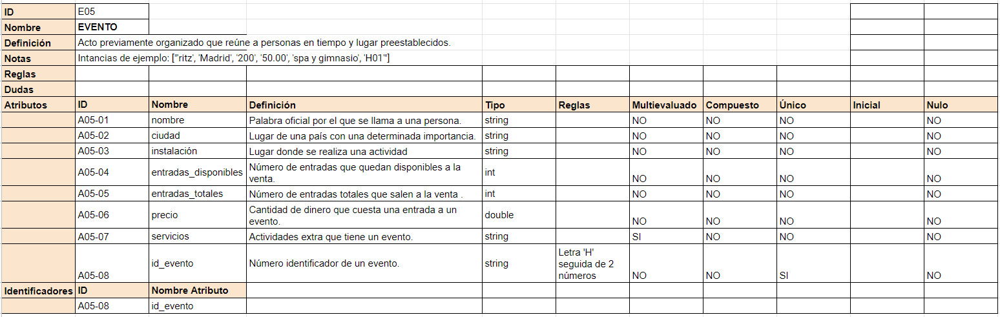 ID E05
Nombre EVENTO
Definición Acto previamente organizado que reúne a personas en tiempo y lugar preestablecidos.
Notas Intancias de ejemplo: ["'ritz', 'Madrid', '200', '50.00', 'spa y gimnasio', 'H01'"]
Reglas
Dudas
Atributos ID Nombre Definición Tipo Reglas Multievaluado Compuesto Único Inicial Nulo
A05-01 nombre Palabra oficial por el que se llama a una persona. string NO NO NO NO
A05-02 ciudad Lugar de una país con una determinada importancia. string NO NO NO NO
A05-03 instalación Lugar donde se realiza una actividad string NO NO NO NO
A05-04 entradas_disponibles Número de entradas que quedan disponibles a la
venta. int NO NO NO NO
A05-05 entradas_totales Número de entradas totales que salen a la venta . int NO NO NO NO
A05-06 precio Cantidad de dinero que cuesta una entrada a un
evento. double NO NO NO NO
A05-07 servicios Actividades extra que tiene un evento. string SI NO NO NO
A05-08 id_evento Número identificador de un evento. string Letra 'H'
seguida de 2
números NO NO SI NO
Identificadores ID Nombre Atributo
A05-08 id_evento